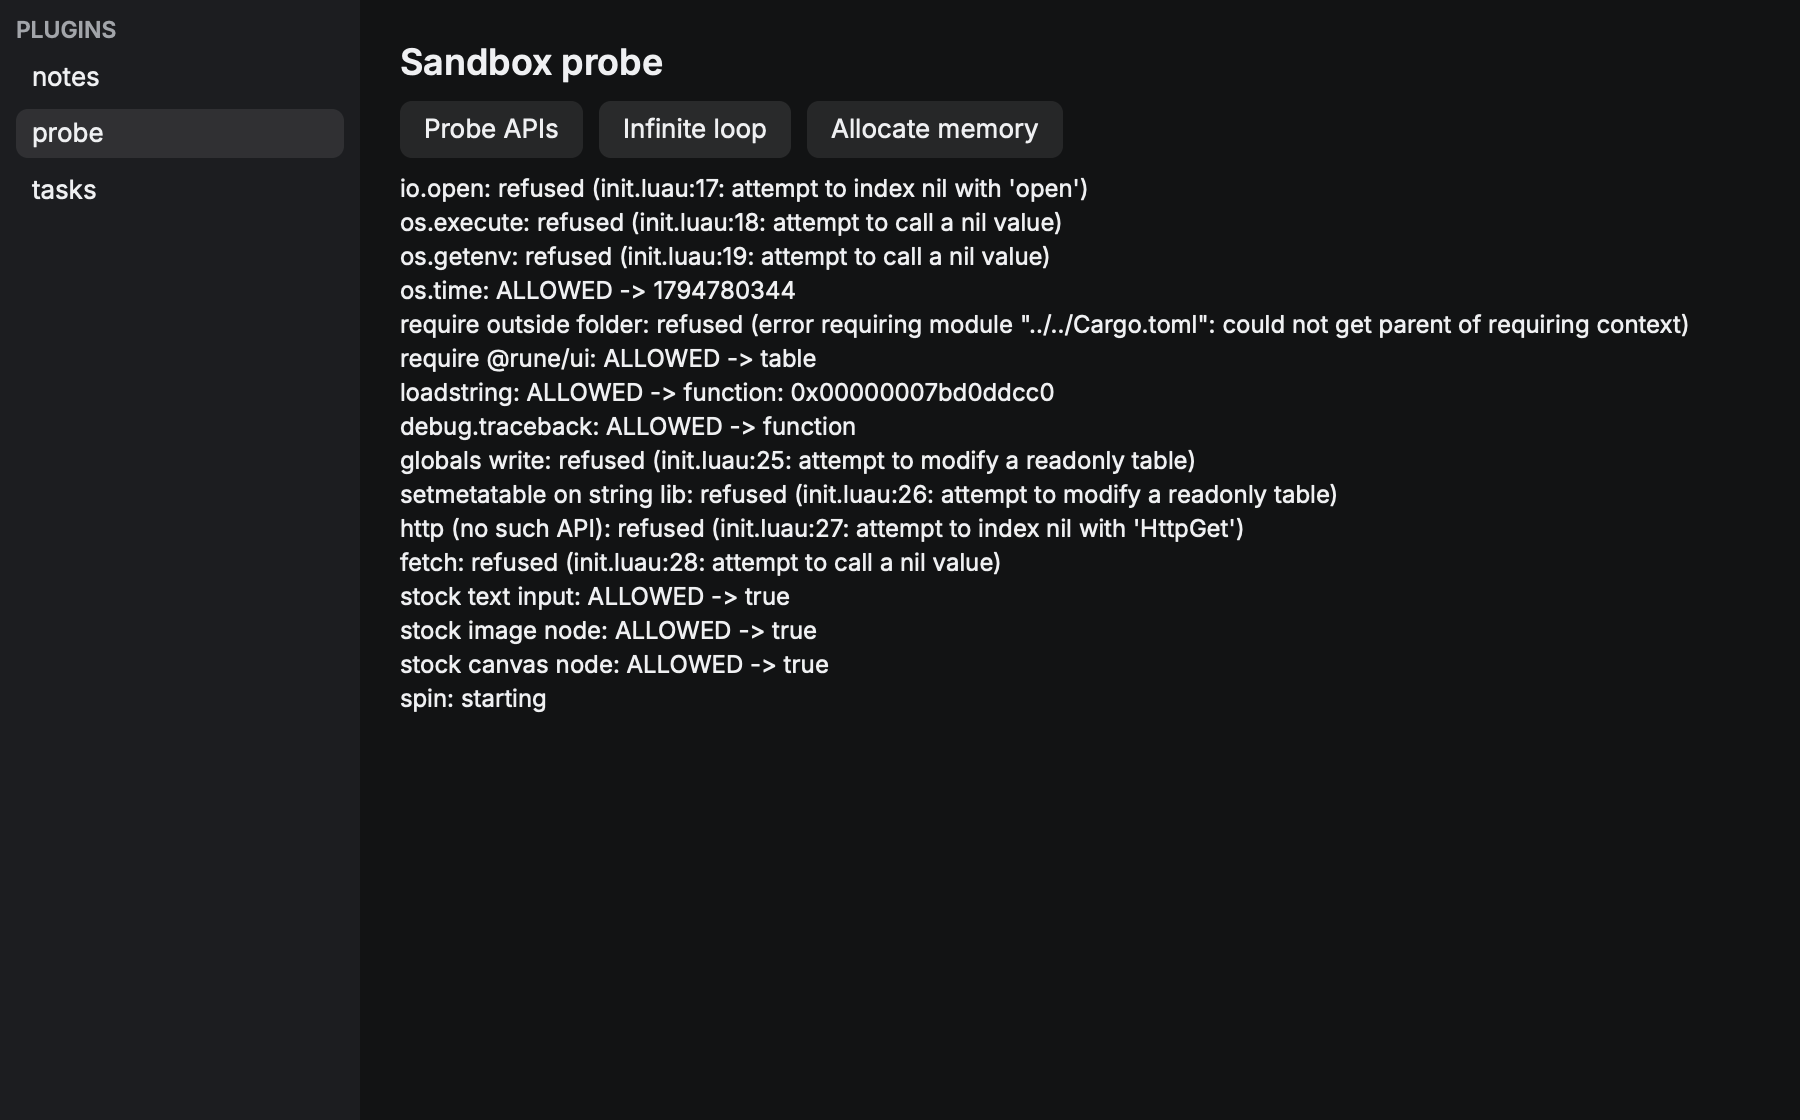 PLUGINS
notes
probe
tasks
Sandbox probe
Probe APIs
Infinite loop
Allocate memory
io.open: refused (init.luau:17: attempt to index nil with 'open')
os.execute: refused (init.luau:18: attempt to call a nil value)
os.getenv: refused (init.luau:19: attempt to call a nil value)
os.time: ALLOWED -> 1794780344
require outside folder: refused (error requiring module "../../Cargo.toml": could not get parent of requiring context)
require @rune/ui: ALLOWED -> table
loadstring: ALLOWED -> function: 0x00000007bd0ddcc0
debug.traceback: ALLOWED -> function
globals write: refused (init.luau:25: attempt to modify a readonly table)
setmetatable on string lib: refused (init.luau:26: attempt to modify a readonly table)
http (no such API): refused (init.luau:27: attempt to index nil with 'HttpGet')
fetch: refused (init.luau:28: attempt to call a nil value)
stock text input: ALLOWED -> true
stock image node: ALLOWED -> true
stock canvas node: ALLOWED -> true
spin: starting